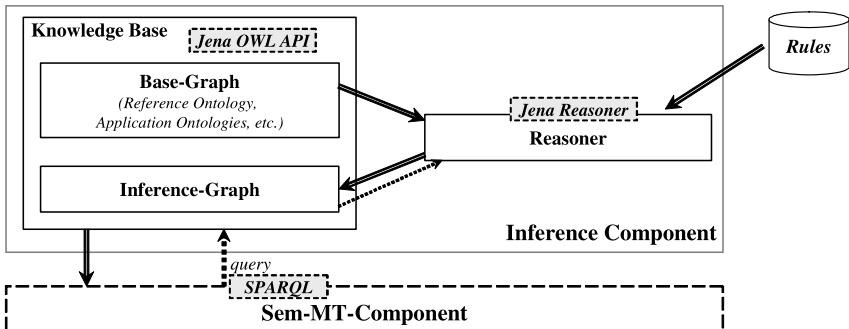 Knowledge Base
Jena OWL API
Rules
Base-Graph
(Reference Ontology,
Application Ontologies, etc.)
Jena Reasoner
Reasoner
Inference-Graph
Inference Component
query
SPARQL
Sem-MT-Component